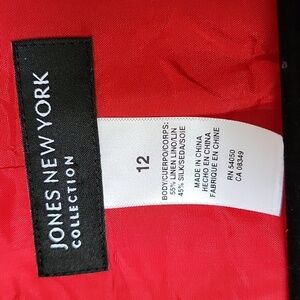 JONES NEW YORK
COLLECTION
12
BODY/CUERPO/CORPS:
55% LINEN LINO/LIN
45% SILK/SEDA/SOIE
MADE IN CHINA
HECHO EN CHINA
FABRIQUE EN CHINA
RN 54050
CA 08349